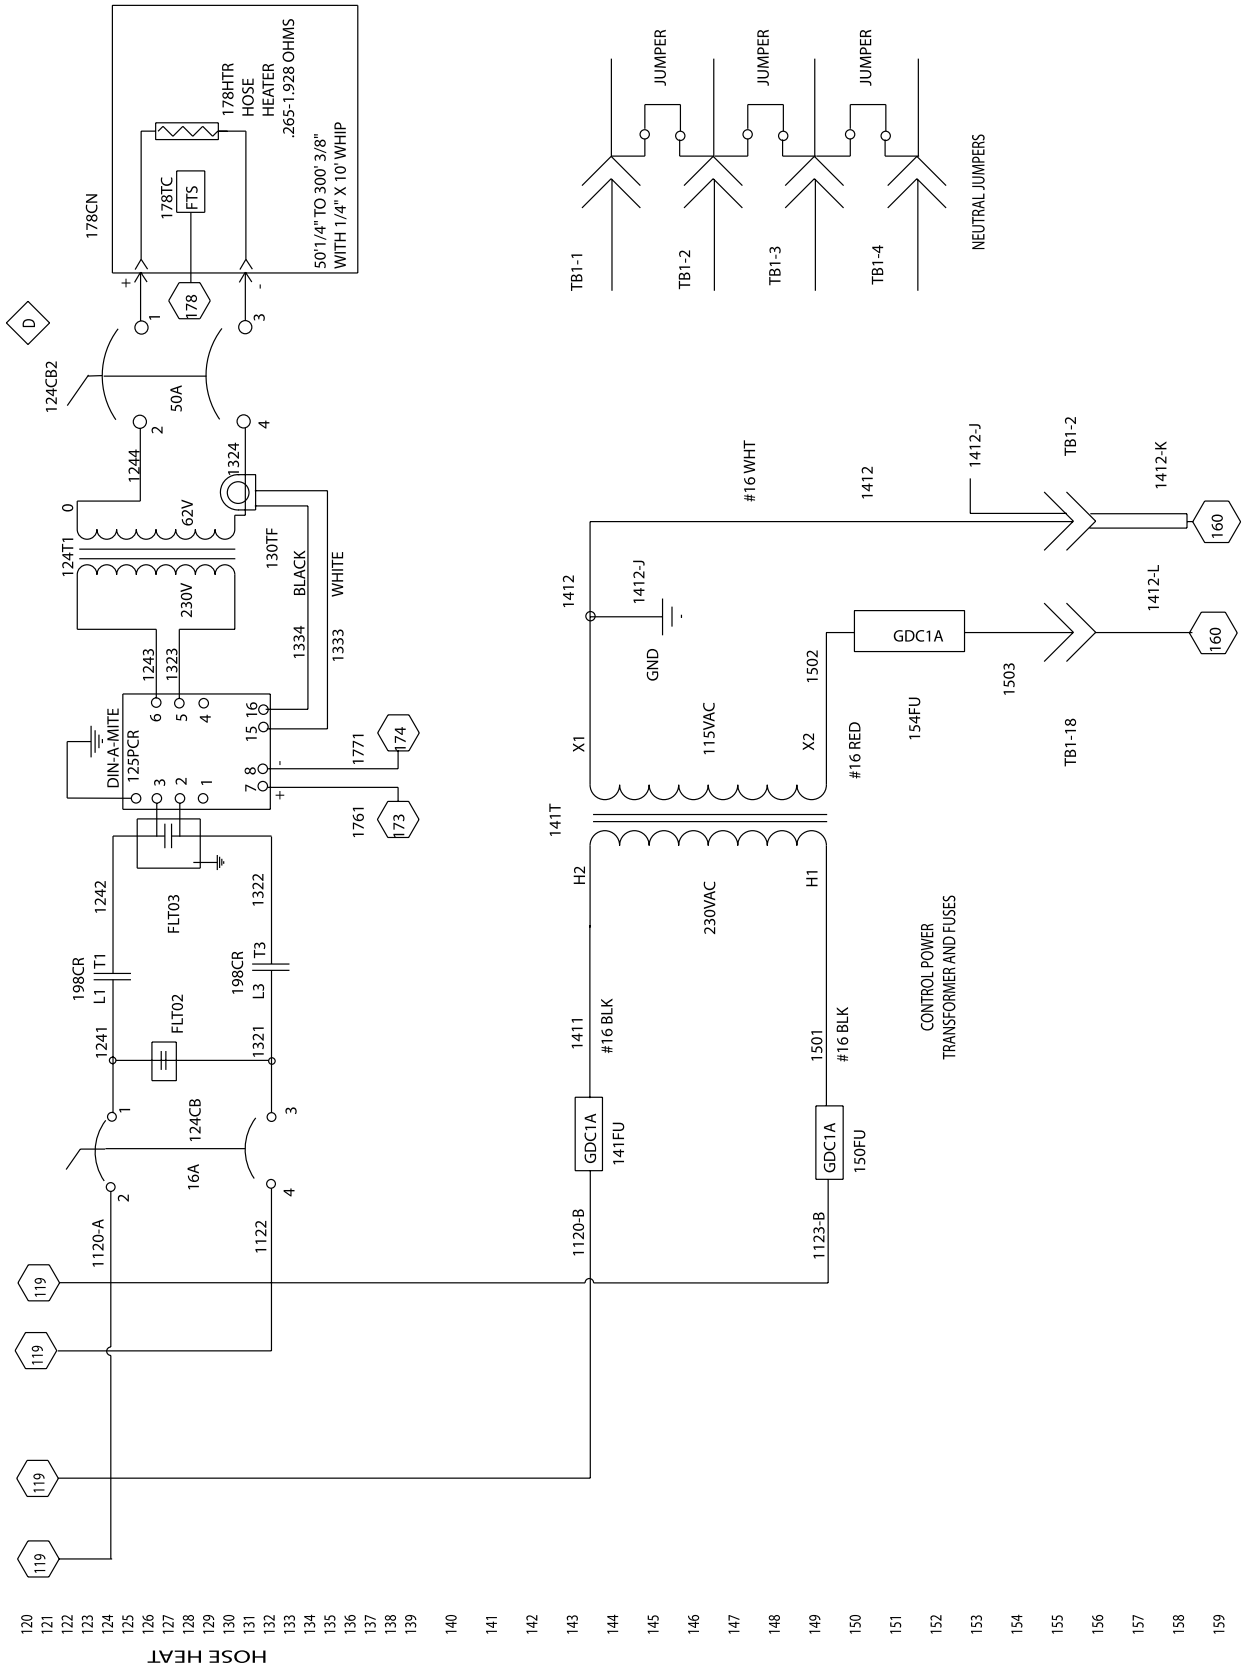 120
121
122
123
124
125
126
127
128
129
130
131
132
133
134
135
136
137
138
139
140
141
142
143
144
145
146
147
148
149
150
151
152
153
154
155
156
157
158
159
HOSE HEAT
119
119
119
119
1120-A
2
1
16A
124CB
1122
4
3
1241
1321
FLT02
198CR
L1 T1
198CR
L3 T3
1242
1322
FLT03
DIN-A-MITE
125PCR
3
2
1
6
5
4
7
8
15
16
+
-
1761
1771
173
174
1243
1323
1334
BLACK
1333
WHITE
124T1
0
230V
62V
130TF
1244
1324
124CB2
D
2
1
50A
4
3
+
-
178
178CN
178TC
FTS
178HTR
HOSE
HEATER
.265-1.928 OHMS
50'1/4" TO 300' 3/8"
WITH 1/4" X 10' WHIP
1120-B
GDC1A
141FU
1411
#16 BLK
1123-B
GDC1A
150FU
1501
#16 BLK
H2
H1
230VAC
141T
X1
X2
115VAC
CONTROL POWER
TRANSFORMER AND FUSES
1412
1412-J
GND
#16 WHT
1412
1412-J
TB1-2
1412-K
160
1502
#16 RED
GDC1A
154FU
1503
TB1-18
1412-L
160
TB1-1
TB1-2
TB1-3
TB1-4
JUMPER
JUMPER
JUMPER
NEUTRAL JUMPERS